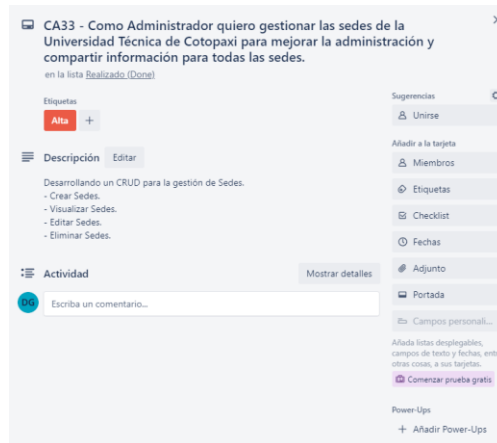 CA33 - Como Administrador quiero gestionar las sedes de la
Universidad Técnica de Cotopaxi para mejorar la administración y
compartir información para todas las sedes.
en la lista Realizado (Done)
Etiquetas
Alta +
Descripción Editar
Desarrollando un CRUD para la gestión de Sedes.
- Crear Sedes.
- Visualizar Sedes.
- Editar Sedes.
- Eliminar Sedes.
Actividad Mostrar detalles
DG Escriba un comentario...
Sugerencias
Unirse
Añadir a la tarjeta
Miembros
Etiquetas
Checklist
Fechas
Adjunto
Portada
Campos personali...
Añada listas desplegables,
campos de texto y fechas, ent
otras cosas, a sus tarjetas.
Comenzar prueba gratis
Power-Ups
+ Añadir Power-Ups